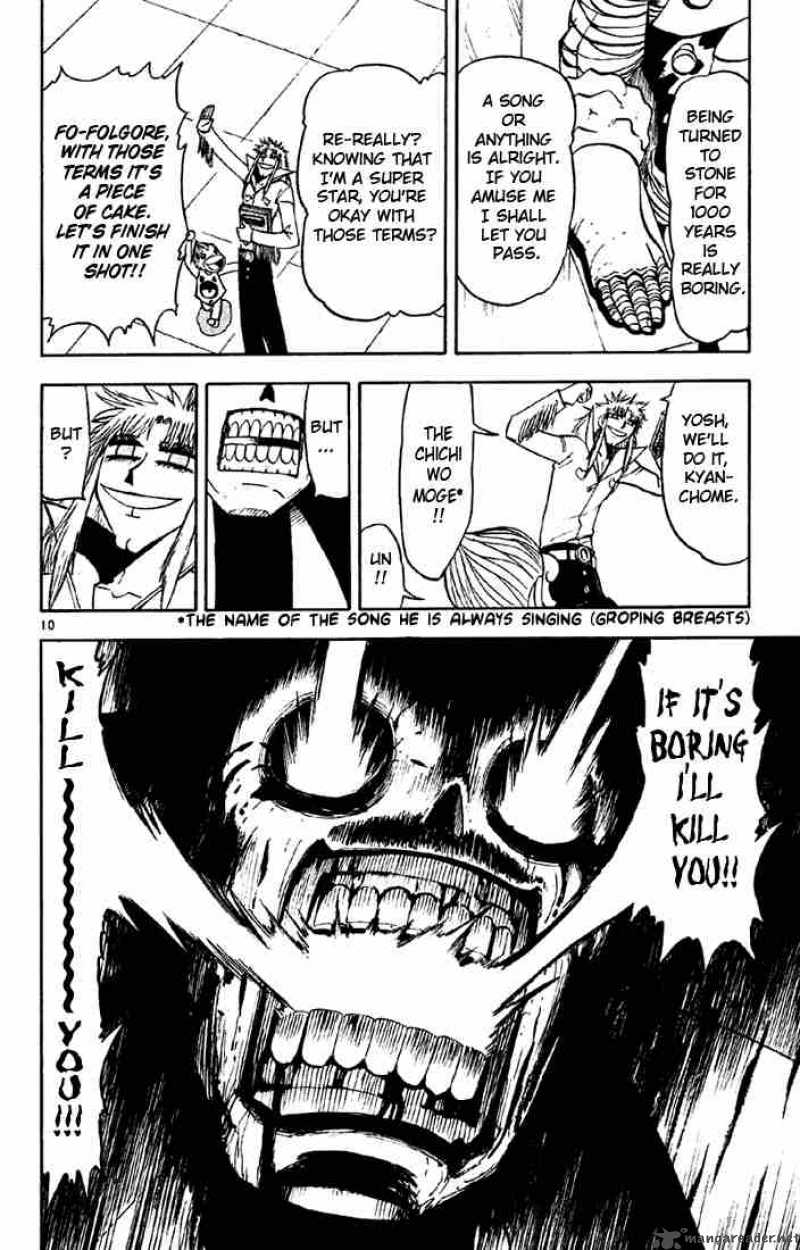 BEING
TURNED
TO
STONE
FOR
1000
YEARS
IS
REALLY
BORING.
A SONG
OR
ANYTHING
IS ALRIGHT.
IF YOU
AMUSE ME
I SHALL
LET YOU
PASS.
RE-REALLY?
KNOWING THAT
I'M A SUPER
STAR, YOU'RE
OKAY WITH
THOSE TERMS?
FO-FOLGORE,
WITH THOSE
TERMS IT'S
A PIECE
OF CAKE.
LET'S FINISH
IT IN ONE
SHOT!!
YOSH,
WE'LL
DO IT,
KYAN-
CHOME.
THE
CHICHI
WO
MOGE*
!!
UN
!!
BUT
...
BUT
?
10
*THE NAME OF THE SONG HE IS ALWAYS SINGING (GROPING BREASTS)
IF IT'S
BORING
I'LL
KILL
YOU!!
KILL~~~~~~~YOU!!!
mangareader.net